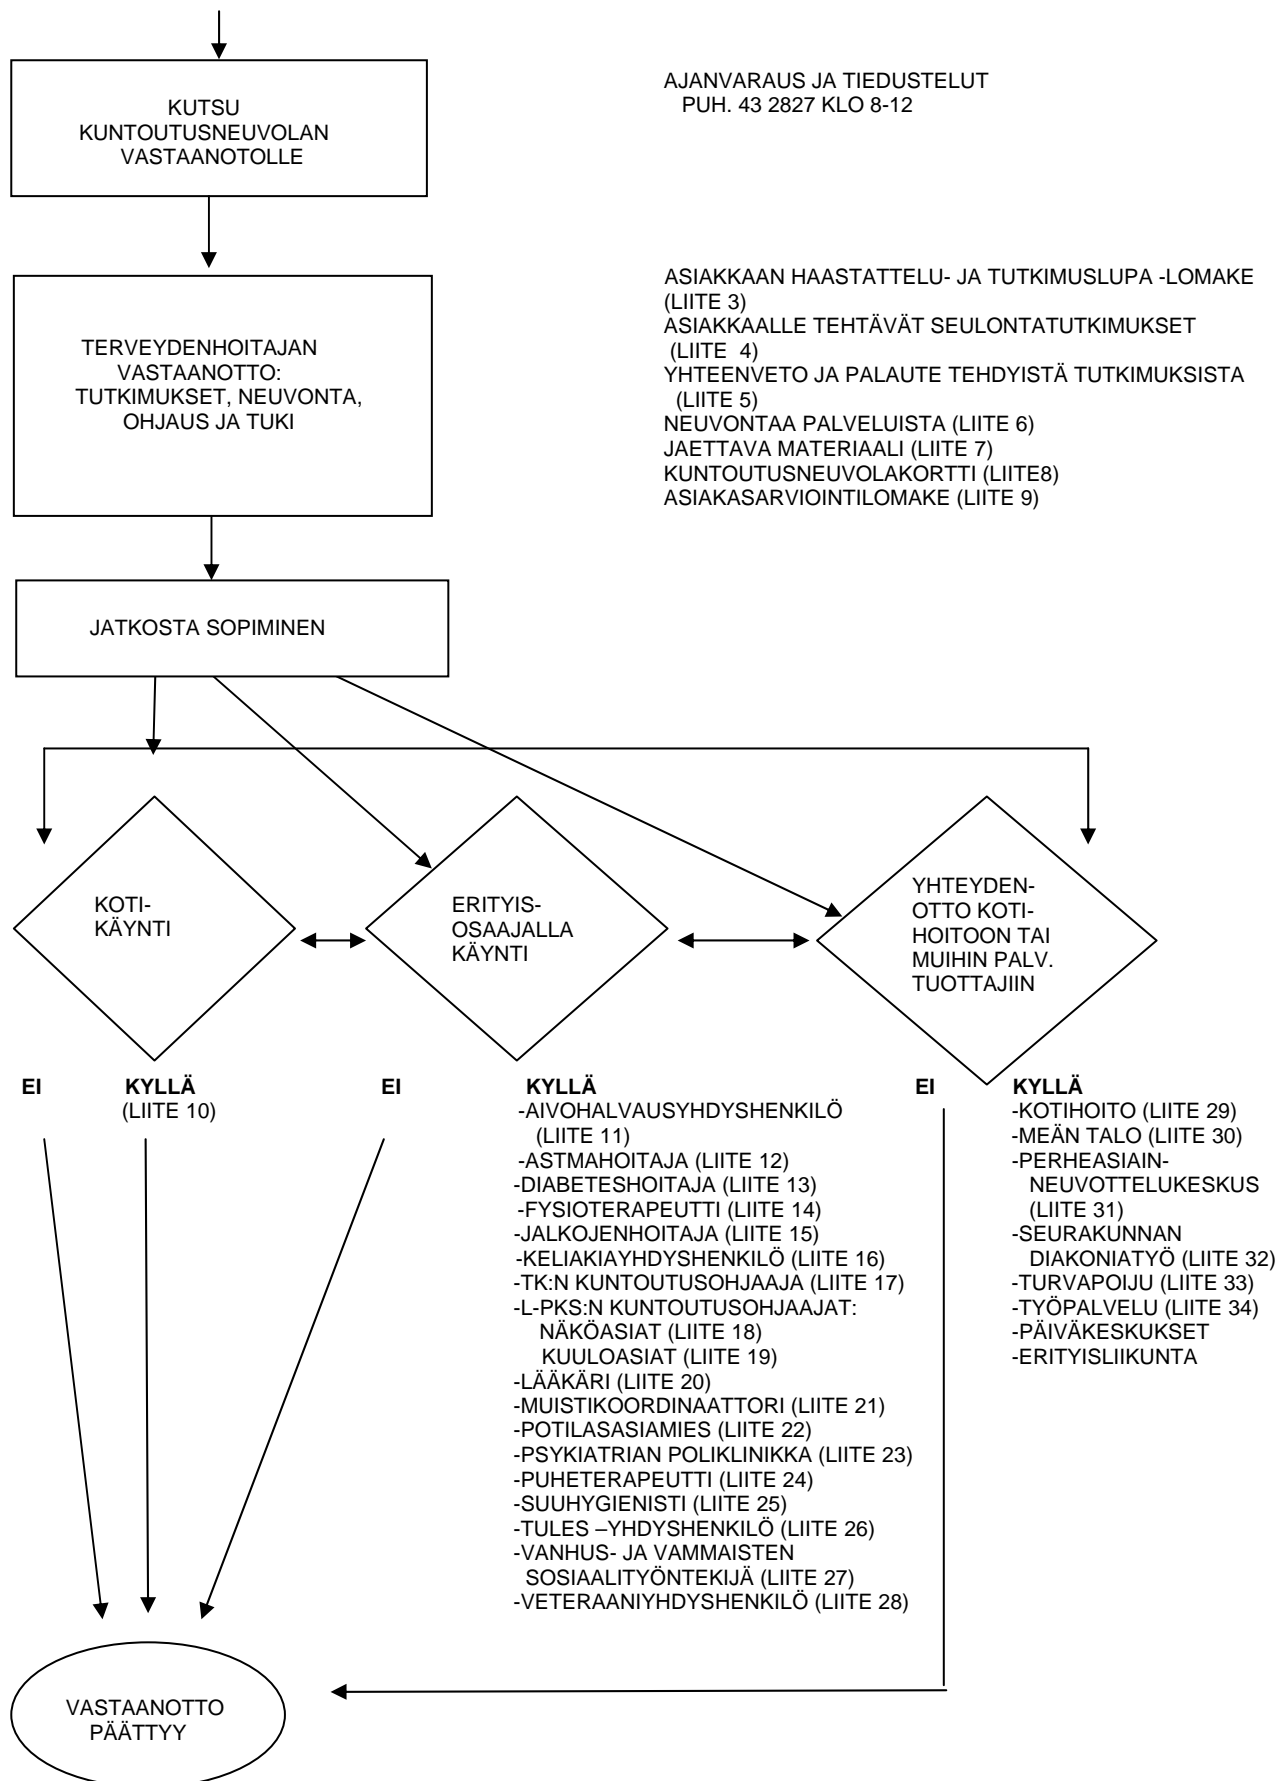 KUTSU
KUNTOUTUSNEUVOLAN
VASTAANOTOLLE
AJANVARAUS JA TIEDUSTELUT
PUH. 43 2827 KLO 8-12
TERVEYDENHOITAJAN
VASTAANOTTO:
TUTKIMUKSET, NEUVONTA,
OHJAUS JA TUKI
ASIAKKAAN HAASTATTELU- JA TUTKIMUSLUPA -LOMAKE
(LIITE 3)
ASIAKKAALLE TEHTÄVÄT SEULONTATUTKIMUKSET
(LIITE 4)
YHTEENVETO JA PALAUTE TEHDYISTÄ TUTKIMUKSISTA
(LIITE 5)
NEUVONTAA PALVELUISTA (LIITE 6)
JAETTAVA MATERIAALI (LIITE 7)
KUNTOUTUSNEUVOLAKORTTI (LIITE8)
ASIAKASARVIOINTILOMAKE (LIITE 9)
JATKOSTA SOPIMINEN
KOTI-
KÄYNTI
ERITYIS-
OSAAJALLA
KÄYNTI
YHTEYDEN-
OTTO KOTI-
HOITOON TAI
MUIHIN PALV.
TUOTTAJIIN
EI
KYLLÄ
(LIITE 10)
EI
KYLLÄ
-AIVOHALVAUSYHDYSHENKILÖ
(LIITE 11)
-ASTMAHOITAJA (LIITE 12)
-DIABETESHOITAJA (LIITE 13)
-FYSIOTERAPEUTTI (LIITE 14)
-JALKOJENHOITAJA (LIITE 15)
-KELIAKIAYHDYSHENKILÖ (LIITE 16)
-TK:N KUNTOUTUSOHJAAJA (LIITE 17)
-L-PKS:N KUNTOUTUSOHJAAJAT:
NÄKÖASIAT (LIITE 18)
KUULOASIAT (LIITE 19)
-LÄÄKÄRI (LIITE 20)
-MUISTIKOORDINAATTORI (LIITE 21)
-POTILASASIAMIES (LIITE 22)
-PSYKIATRIAN POLIKLINIKKA (LIITE 23)
-PUHETERAPEUTTI (LIITE 24)
-SUUHYGIENISTI (LIITE 25)
-TULES –YHDYSHENKILÖ (LIITE 26)
-VANHUS- JA VAMMAISTEN
SOSIAALITYÖNTEKIJÄ (LIITE 27)
-VETERAANIYHDYSHENKILÖ (LIITE 28)
EI
KYLLÄ
-KOTIHOITO (LIITE 29)
-MEÄN TALO (LIITE 30)
-PERHEASIAIN-
NEUVOTTELUKESKUS
(LIITE 31)
-SEURAKUNNAN
DIAKONIATYÖ (LIITE 32)
-TURVAPOIJU (LIITE 33)
-TYÖPALVELU (LIITE 34)
-PÄIVÄKESKUKSET
-ERITYISLIIKUNTA
VASTAANOTTO
PÄÄTTYY